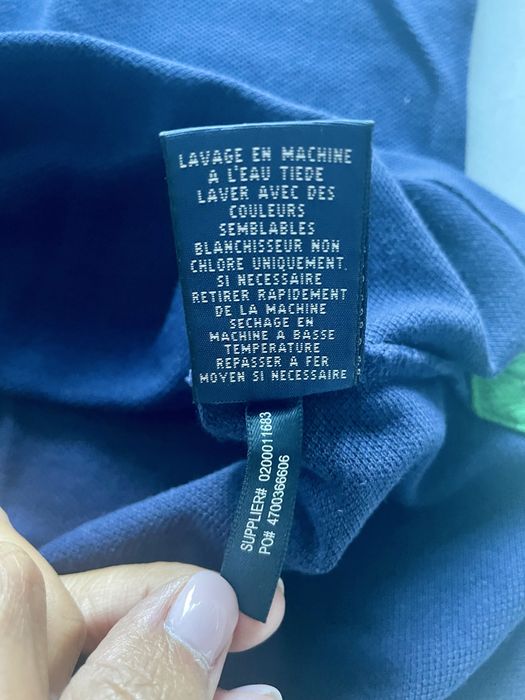 LAVAGE EN MACHINE
A L'EAU TIEDE
LAVER AVEC DES
COULEURS
SEMBLABLES
BLANCHISSEUR NON
CHLORE UNIQUEMENT,
SI NECESSAIRE
RETIRER RAPIDEMENT
DE LA MACHINE
SECHAGE EN
MACHINE A BASSE
TEMPERATURE
REPASSER A FER
MOYEN SI NECESSAIRE
SUPPLIER# 0200011683
PO# 4700366606